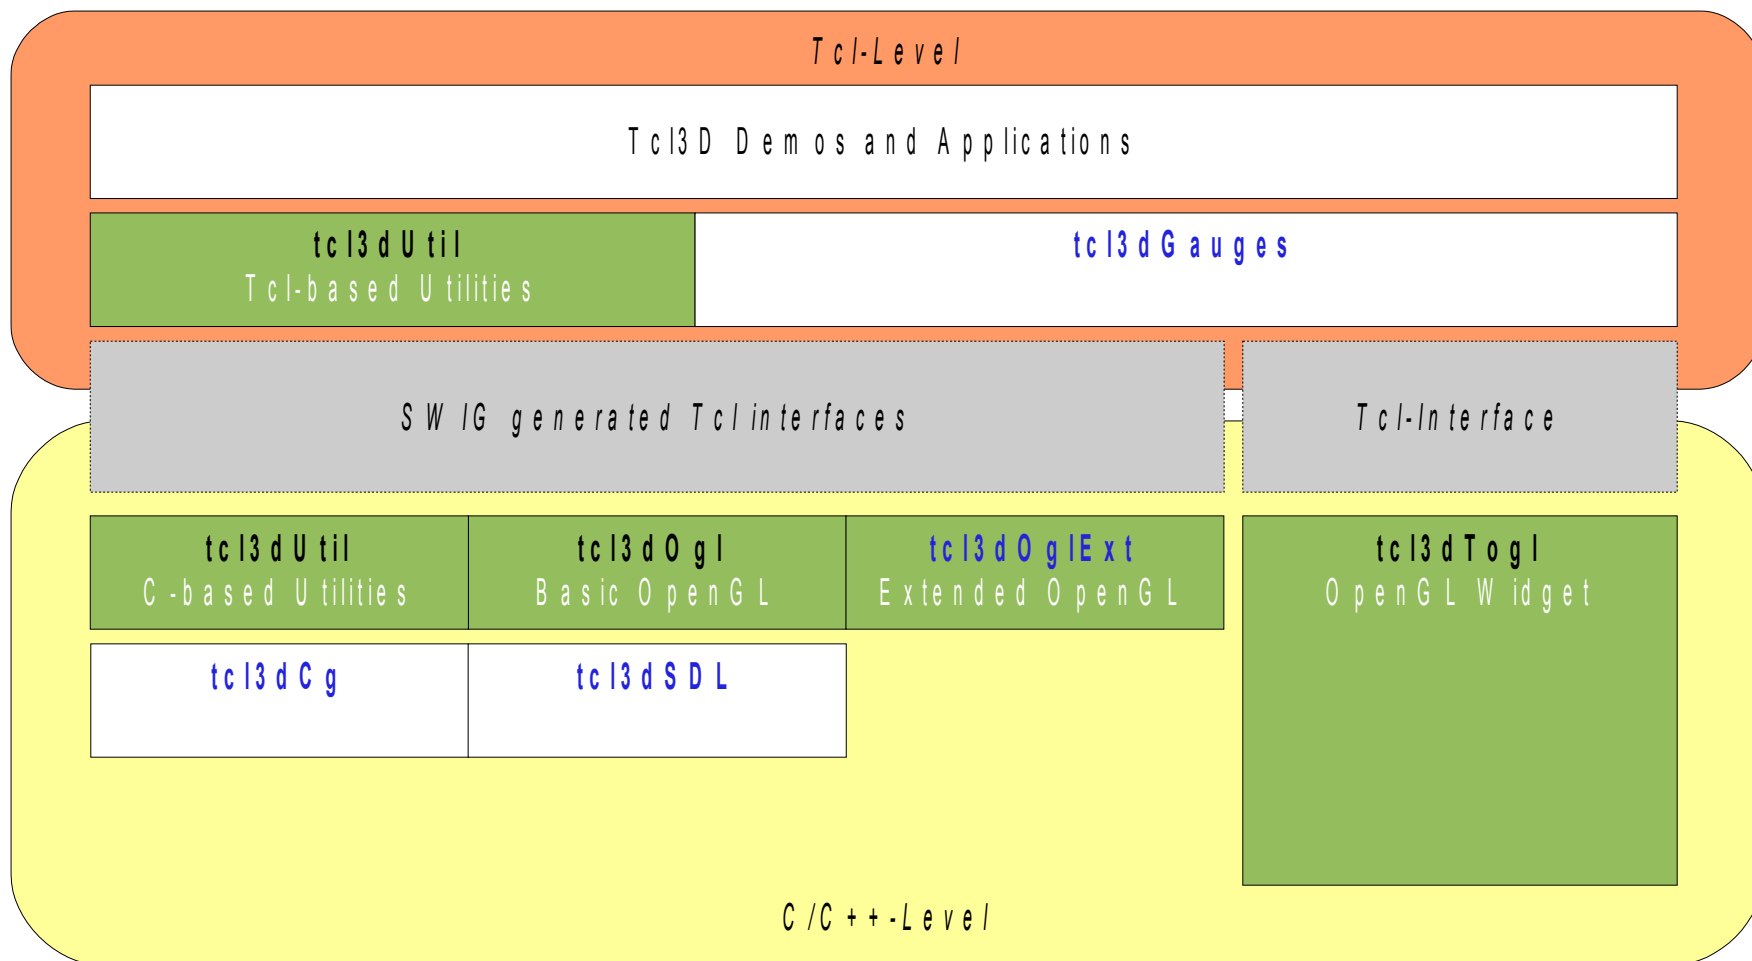 Tcl-Level
Tcl3D Demos and Applications
tcl3dUtil
Tcl-based Utilities
tcl3dGauges
SWIG generated Tcl interfaces
Tcl-Interface
tcl3dUtil
C-based Utilities
tcl3dOgl
Basic OpenGL
tcl3dOglExt
Extended OpenGL
tcl3dTogl
OpenGL Widget
tcl3dCg
tcl3dSDL
C/C++-Level